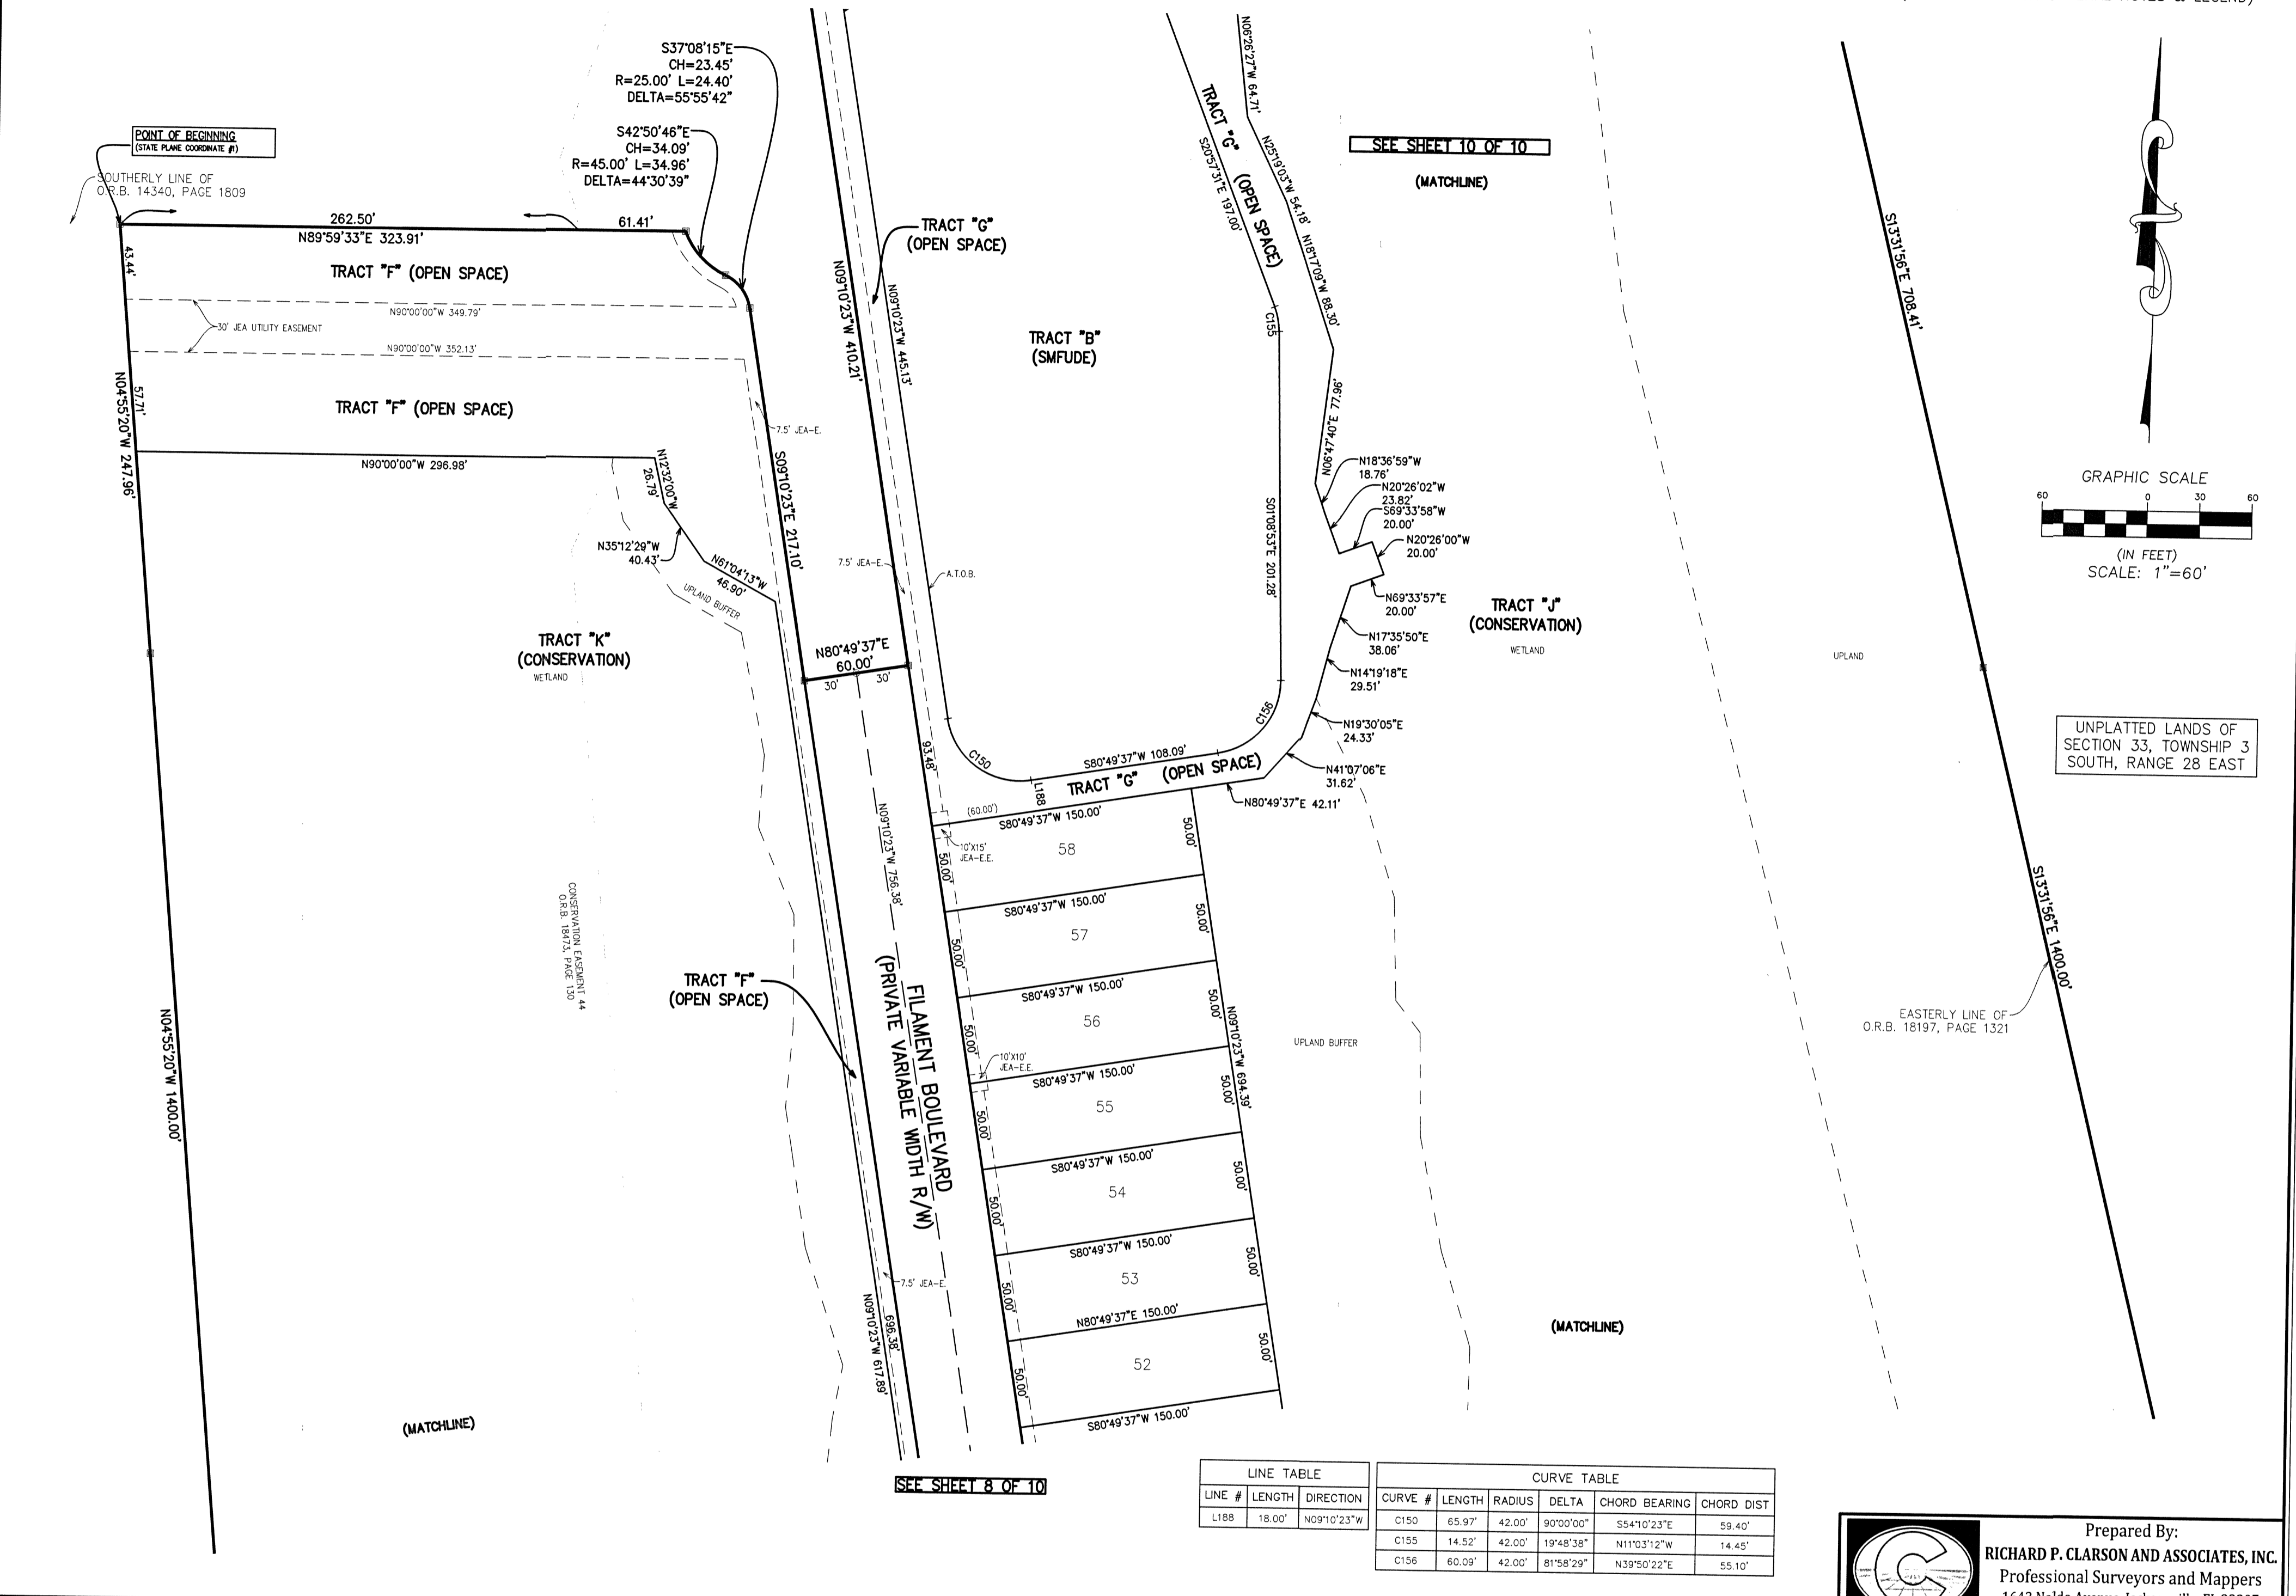 S37°08'15"E
CH=23.45'
R=25.00' L=24.40'
DELTA=55°55'42"
S42°50'46"E
CH=34.09'
R=45.00' L=34.96'
DELTA=44°30'39"
POINT OF BEGINNING
(STATE PLANE COORDINATE #1)
SOUTHERLY LINE OF
O.R.B. 14340, PAGE 1809
262.50'
61.41'
N89°59'33"E 323.91'
43.44'
TRACT "F" (OPEN SPACE)
N90°00'00"W 349.79'
30' JEA UTILITY EASEMENT
N90°00'00"W 352.13'
57.71'
N04°55'20"W 247.96'
TRACT "F" (OPEN SPACE)
7.5' JEA-E.
N90°00'00"W 296.98'
N12°32'00"W
26.79'
N35°12'29"W
40.43'
N61°04'13"W
46.90'
UPLAND BUFFER
S09°10'23"E 217.10'
TRACT "K"
(CONSERVATION)
WETLAND
N80°49'37"E
60.00'
30'
30'
N09°10'23"W 410.21'
N09°10'23"W 445.13'
TRACT "G"
(OPEN SPACE)
7.5' JEA-E.
A.T.O.B.
TRACT "B"
(SMFUDE)
N06°26'27"W 64.71'
TRACT "G" (OPEN SPACE)
S20°57'31"E 197.00'
N25°19'03"W 54.18'
N18°17'09"W 88.30'
C155
N06°47'40"E 77.96'
S01°08'53"E 201.28'
SEE SHEET 10 OF 10
(MATCHLINE)
N18°36'59"W
18.76'
N20°26'02"W
23.82'
S69°33'58"W
20.00'
N20°26'00"W
20.00'
N69°33'57"E
20.00'
N17°35'50"E
38.06'
N14°19'18"E
29.51'
N19°30'05"E
24.33'
N41°07'06"E
31.62'
N80°49'37"E 42.11'
TRACT "J"
(CONSERVATION)
WETLAND
UPLAND
S13°31'56"E 708.41'
GRAPHIC SCALE
60 0 30 60
(IN FEET)
SCALE: 1"=60'
UNPLATTED LANDS OF
SECTION 33, TOWNSHIP 3
SOUTH, RANGE 28 EAST
C150
C156
93.48'
S80°49'37"W 108.09'
L188
TRACT "G" (OPEN SPACE)
(60.00')
S80°49'37"W 150.00'
10'X15'
JEA-E.E.
50.00'
58
50.00'
S80°49'37"W 150.00'
50.00'
57
50.00'
S80°49'37"W 150.00'
50.00'
56
50.00'
S80°49'37"W 150.00'
10'X10'
JEA-E.E.
50.00'
55
50.00'
N09°10'23"W 694.39'
S80°49'37"W 150.00'
50.00'
54
50.00'
S80°49'37"W 150.00'
50.00'
53
50.00'
N80°49'37"E 150.00'
50.00'
52
50.00'
S80°49'37"W 150.00'
N09°10'23"W 756.38'
FILAMENT BOULEVARD
(PRIVATE VARIABLE WIDTH R/W)
CONSERVATION EASEMENT 44
O.R.B. 18473, PAGE 130
TRACT "F"
(OPEN SPACE)
7.5' JEA-E.
696.38'
N09°10'23"W 617.89'
N04°55'20"W 1400.00'
UPLAND BUFFER
S13°31'56"E 1400.00'
EASTERLY LINE OF
O.R.B. 18197, PAGE 1321
(MATCHLINE)
(MATCHLINE)
SEE SHEET 8 OF 10
LINE TABLE
LINE # LENGTH DIRECTION
L188 18.00' N09°10'23"W
CURVE TABLE
CURVE # LENGTH RADIUS DELTA CHORD BEARING CHORD DIST
C150 65.97' 42.00' 90°00'00" S54°10'23"E 59.40'
C155 14.52' 42.00' 19°48'38" N11°03'12"W 14.45'
C156 60.09' 42.00' 81°58'29" N39°50'22"E 55.10'
Prepared By:
RICHARD P. CLARSON AND ASSOCIATES, INC.
Professional Surveyors and Mappers